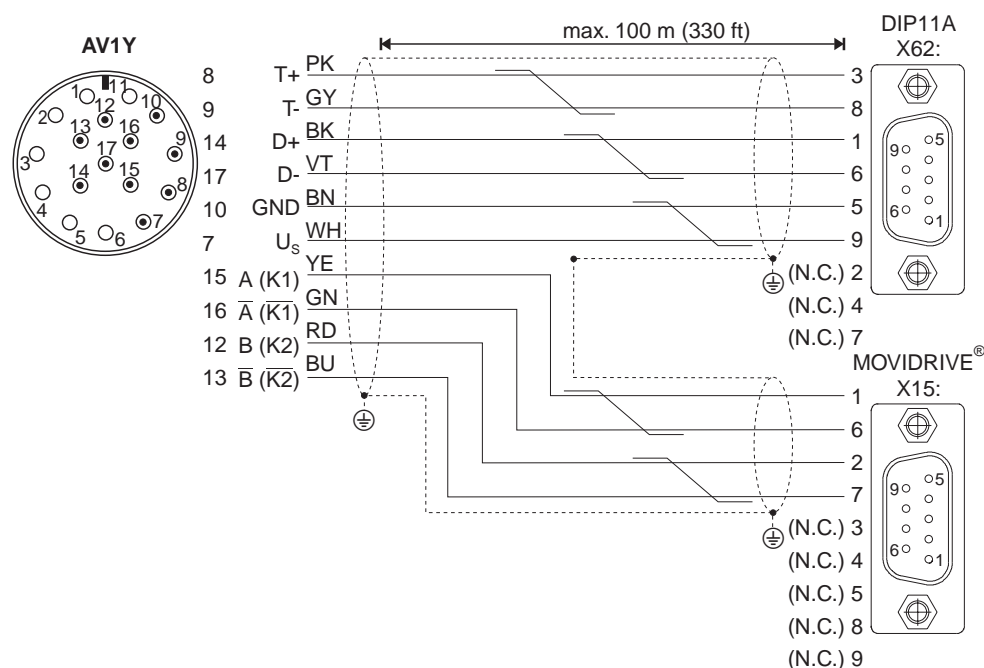 AV1Y
1
2
3
4
5
6
7
8
9
10
11
12
13
14
15
16
17
max. 100 m (330 ft)
DIP11A
X62:
8 T+ PK 3
9 T- GY 8
14 D+ BK 1
17 D- VT 6
10 GND BN 5
7 Us WH 9
15 A (K1) YE
16 A̅ (K̅1̅) GN
12 B (K2) RD
13 B̅ (K̅2̅) BU
(N.C.) 2
(N.C.) 4
(N.C.) 7
9 5
6 1
MOVIDRIVE®
X15:
1
6
2
7
(N.C.) 3
(N.C.) 4
(N.C.) 5
(N.C.) 8
(N.C.) 9
9 5
6 1